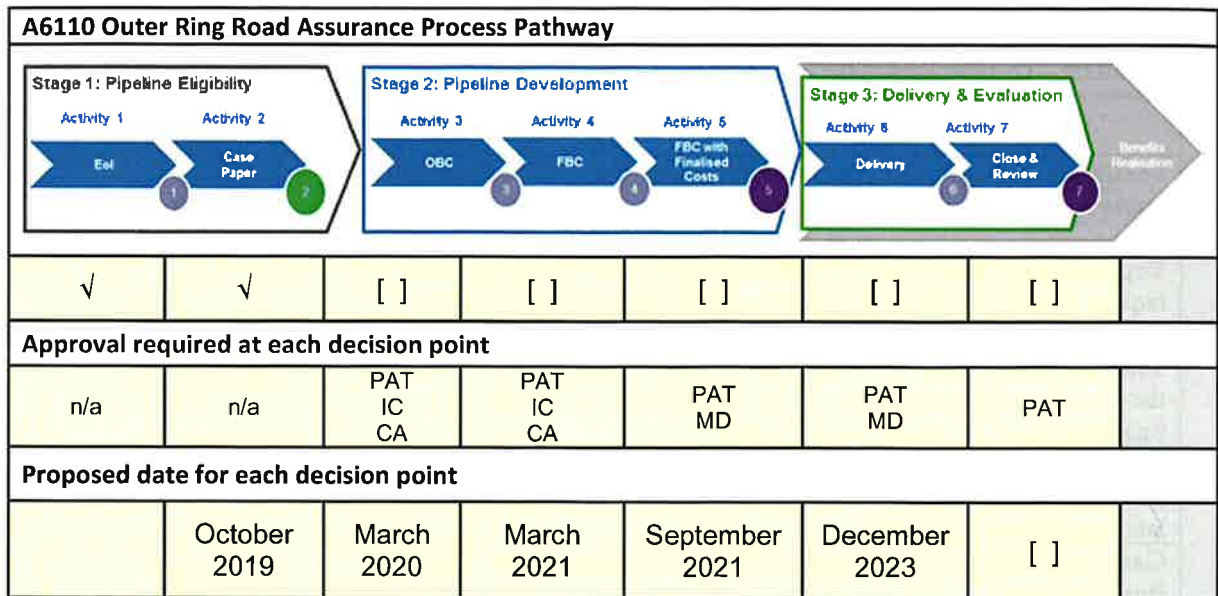 A6110 Outer Ring Road Assurance Process Pathway
Stage 1: Pipeline Eligibility
Activity 1
Activity 2
EoI
Case
Paper
1
2
Stage 2: Pipeline Development
Activity 3
Activity 4
Activity 5
OBC
FBC
FBC with
Finalised
Costs
3
4
5
Stage 3: Delivery & Evaluation
Activity 6
Activity 7
Delivery
Close &
Review
6
7
Benefits
Realisation
√ √ [ ] [ ] [ ] [ ] [ ]
Approval required at each decision point
n/a
n/a
PAT
IC
CA
PAT
IC
CA
PAT
MD
PAT
MD
PAT
Proposed date for each decision point
October
2019
March
2020
March
2021
September
2021
December
2023
[ ]